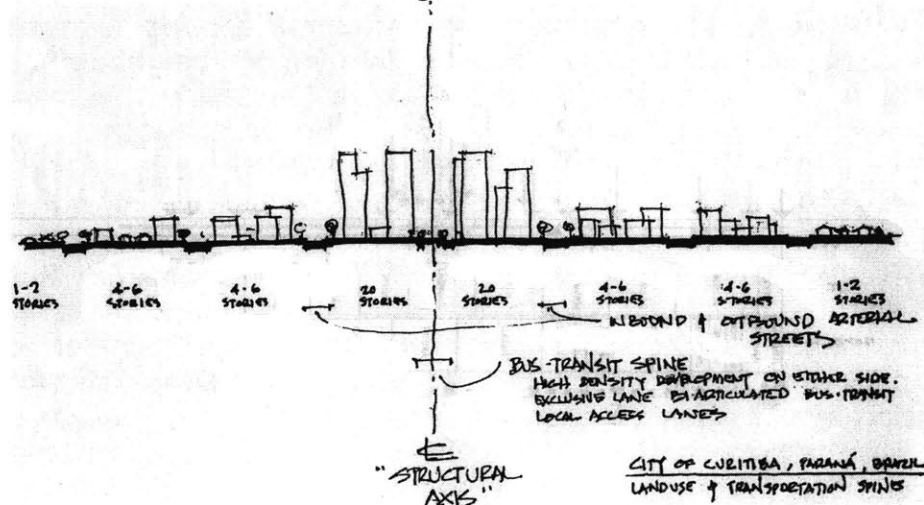 1-2
STORIES
4-6
STORIES
4-6
STORIES
20
STORIES
20
STORIES
4-6
STORIES
4-6
STORIES
1-2
STORIES
INBOUND & OUTBOUND ARTERIAL
STREETS
BUS-TRANSIT SPINE
HIGH DENSITY DEVELOPMENT ON EITHER SIDE.
EXCLUSIVE LANE BI-ARTICULATED BUS-TRANSIT
LOCAL ACCESS LANES
"STRUCTURAL
AXIS"
CITY OF CURITIBA, PARANÁ, BRAZIL
LANDUSE & TRANSPORTATION SPINES